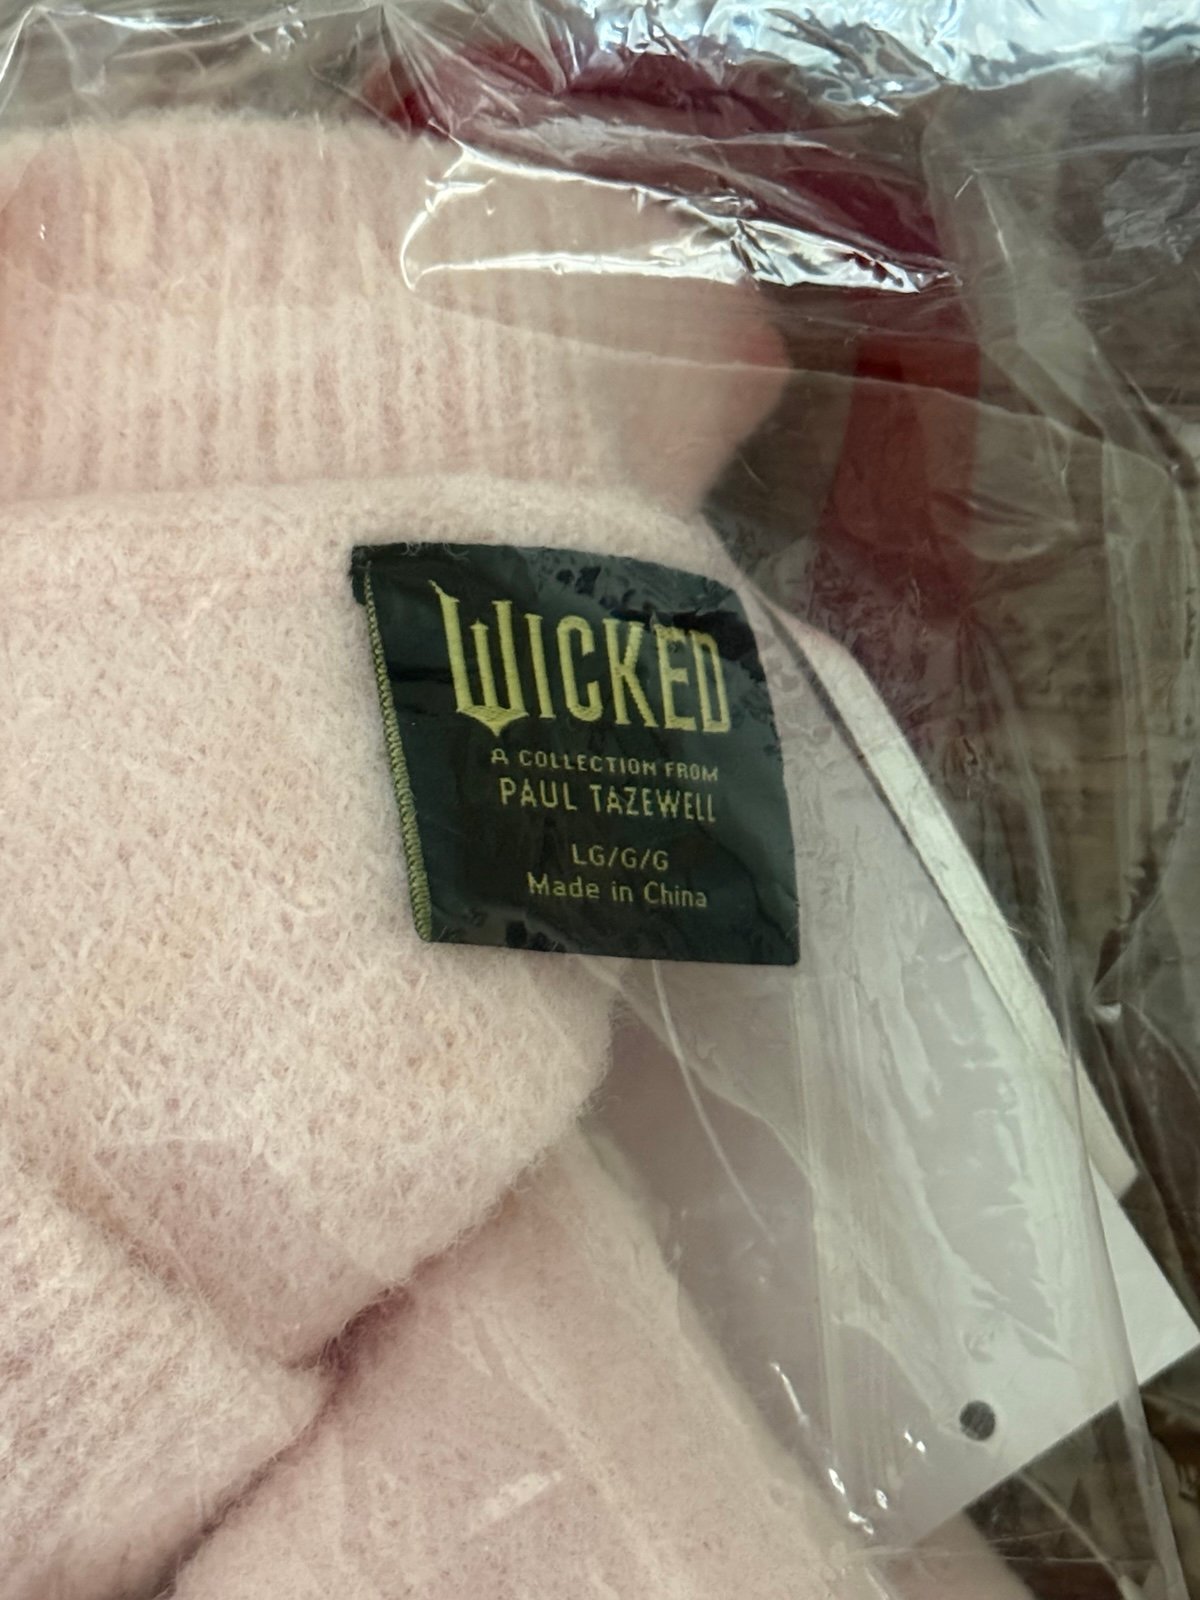 WICKED
A COLLECTION FROM
PAUL TAZEWELL
LG/G/G
Made in China